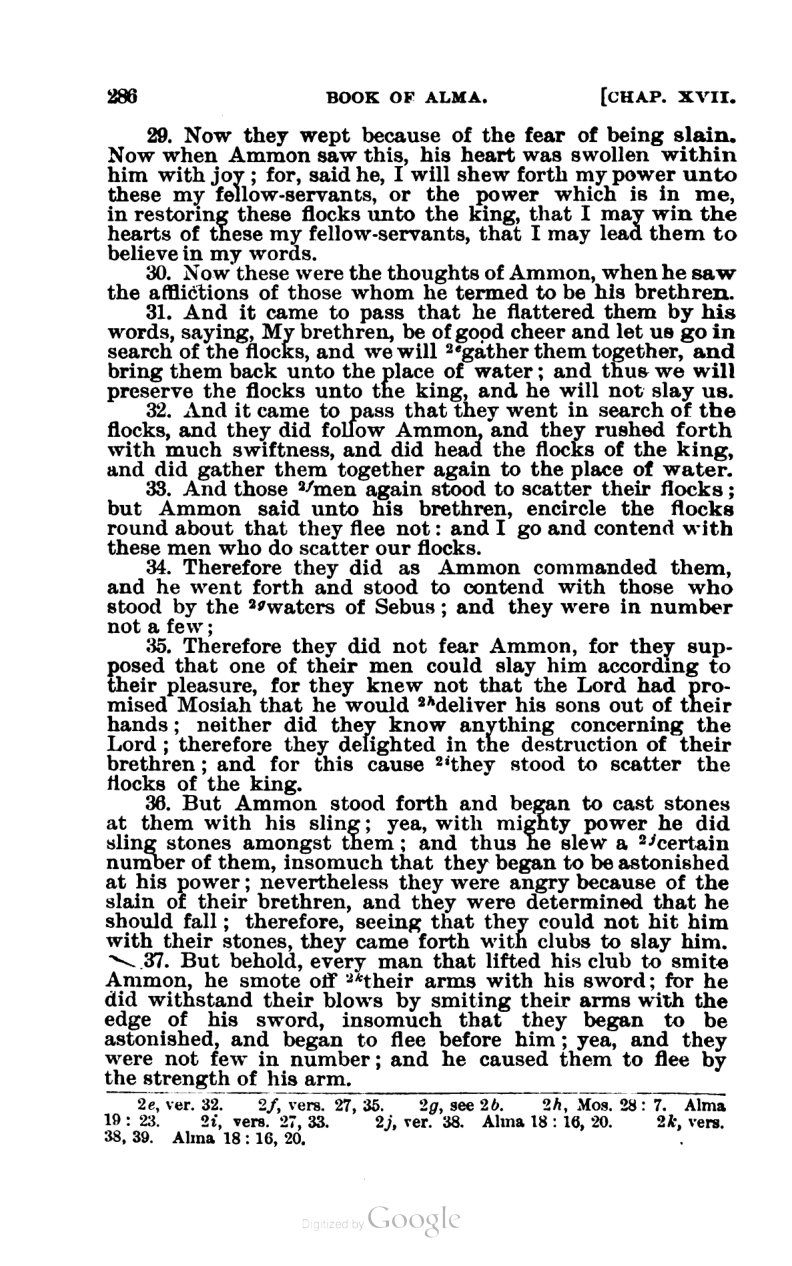 286 BOOK OF ALMA. [CHAP. XVII.
29. Now they wept because of the fear of being slain.
Now when Ammon saw this, his heart was swollen within
him with joy; for, said he, I will shew forth my power unto
these my fellow-servants, or the power which is in me,
in restoring these flocks unto the king, that I may win the
hearts of these my fellow-servants, that I may lead them to
believe in my words.
30. Now these were the thoughts of Ammon, when he saw
the afflictions of those whom he termed to be his brethren.
31. And it came to pass that he flattered them by his
words, saying, My brethren, be of good cheer and let us go in
search of the flocks, and we will 2egather them together, and
bring them back unto the place of water; and thus we will
preserve the flocks unto the king, and he will not slay us.
32. And it came to pass that they went in search of the
flocks, and they did follow Ammon, and they rushed forth
with much swiftness, and did head the flocks of the king,
and did gather them together again to the place of water.
33. And those 2fmen again stood to scatter their flocks;
but Ammon said unto his brethren, encircle the flocks
round about that they flee not: and I go and contend with
these men who do scatter our flocks.
34. Therefore they did as Ammon commanded them,
and he went forth and stood to contend with those who
stood by the 2gwaters of Sebus; and they were in number
not a few;
35. Therefore they did not fear Ammon, for they sup-
posed that one of their men could slay him according to
their pleasure, for they knew not that the Lord had pro-
mised Mosiah that he would 2hdeliver his sons out of their
hands; neither did they know anything concerning the
Lord; therefore they delighted in the destruction of their
brethren; and for this cause 2ithey stood to scatter the
flocks of the king.
36. But Ammon stood forth and began to cast stones
at them with his sling; yea, with mighty power he did
sling stones amongst them; and thus he slew a 2jcertain
number of them, insomuch that they began to be astonished
at his power; nevertheless they were angry because of the
slain of their brethren, and they were determined that he
should fall; therefore, seeing that they could not hit him
with their stones, they came forth with clubs to slay him.
37. But behold, every man that lifted his club to smite
Ammon, he smote off 2ktheir arms with his sword; for he
did withstand their blows by smiting their arms with the
edge of his sword, insomuch that they began to be
astonished, and began to flee before him; yea, and they
were not few in number; and he caused them to flee by
the strength of his arm.
2e, ver. 32. 2f, vers. 27, 35. 2g, see 2b. 2h, Mos. 28: 7. Alma
19: 23. 2i, vers. 27, 33. 2j, ver. 38. Alma 18: 16, 20. 2k, vers.
38, 39. Alma 18: 16, 20.
Digitized by Google